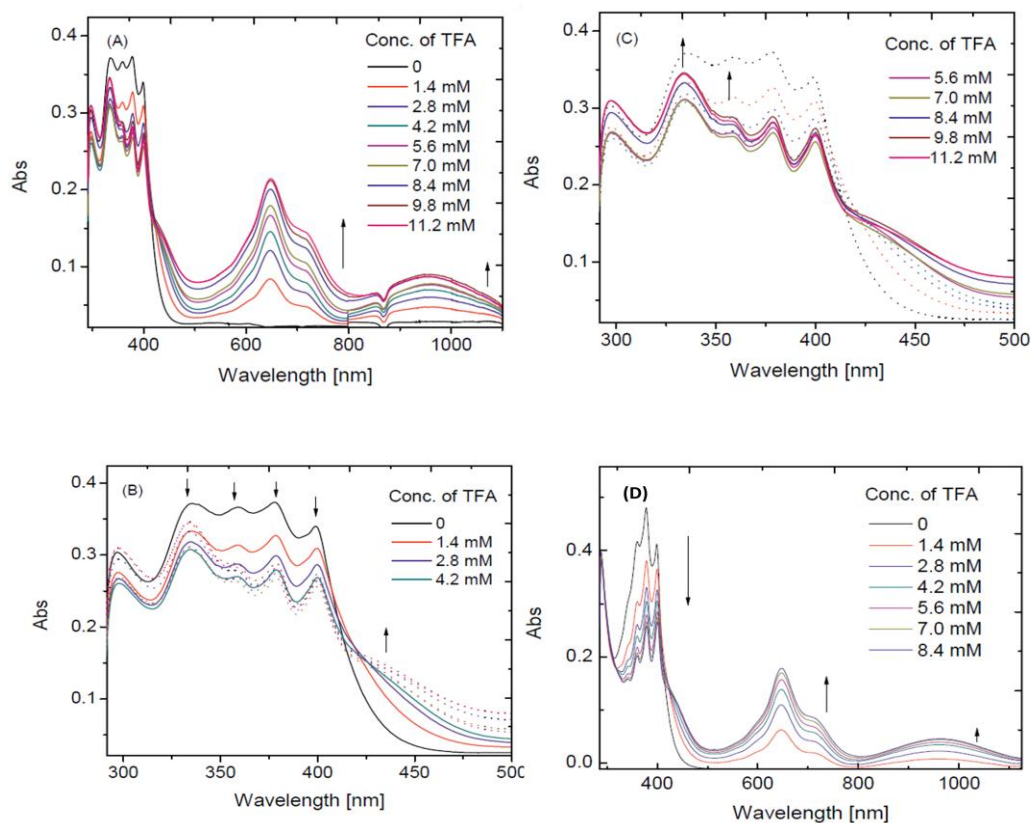 (A)
Conc. of TFA
0
1.4 mM
2.8 mM
4.2 mM
5.6 mM
7.0 mM
8.4 mM
9.8 mM
11.2 mM
Abs
0.4
0.3
0.2
0.1
400 600 800 1000
Wavelength [nm]
(C)
Conc. of TFA
5.6 mM
7.0 mM
8.4 mM
9.8 mM
11.2 mM
Abs
0.4
0.3
0.2
0.1
300 350 400 450 500
Wavelength [nm]
(B)
Conc. of TFA
0
1.4 mM
2.8 mM
4.2 mM
Abs
0.4
0.3
0.2
0.1
300 350 400 450 500
Wavelength [nm]
(D)
Conc. of TFA
0
1.4 mM
2.8 mM
4.2 mM
5.6 mM
7.0 mM
8.4 mM
Abs
0.4
0.2
0.0
400 600 800 1000
Wavelength [nm]